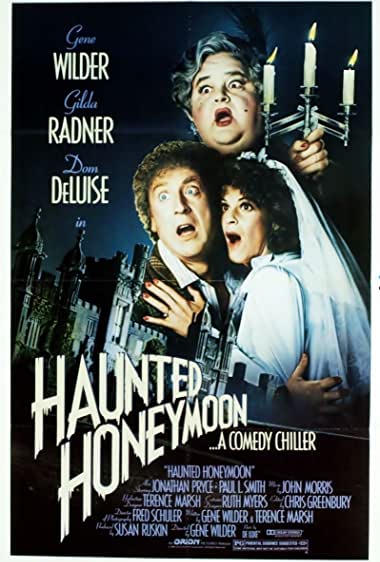 Gene
WILDER
Gilda
RADNER
Dom
DeLUISE
in
HAUNTED
HONEYMOON
...A COMEDY CHILLER
"HAUNTED HONEYMOON"
JONATHAN PRYCE PAUL L. SMITH JOHN MORRIS
TERENCE MARSH RUTH MYERS CHRIS GREENBURY
FRED SCHULER GENE WILDER & TERENCE MARSH
SUSAN RUSKIN GENE WILDER
ORION PG